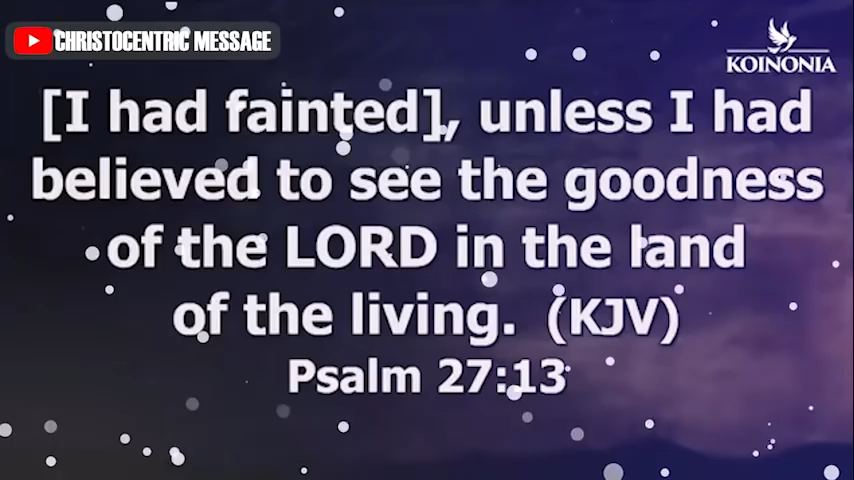 CHRISTOCENTRIC MESSAGE
KOINONIA
[I had fainted], unless I had
believed to see the goodness
of the LORD in the land
of the living. (KJV)
Psalm 27:13